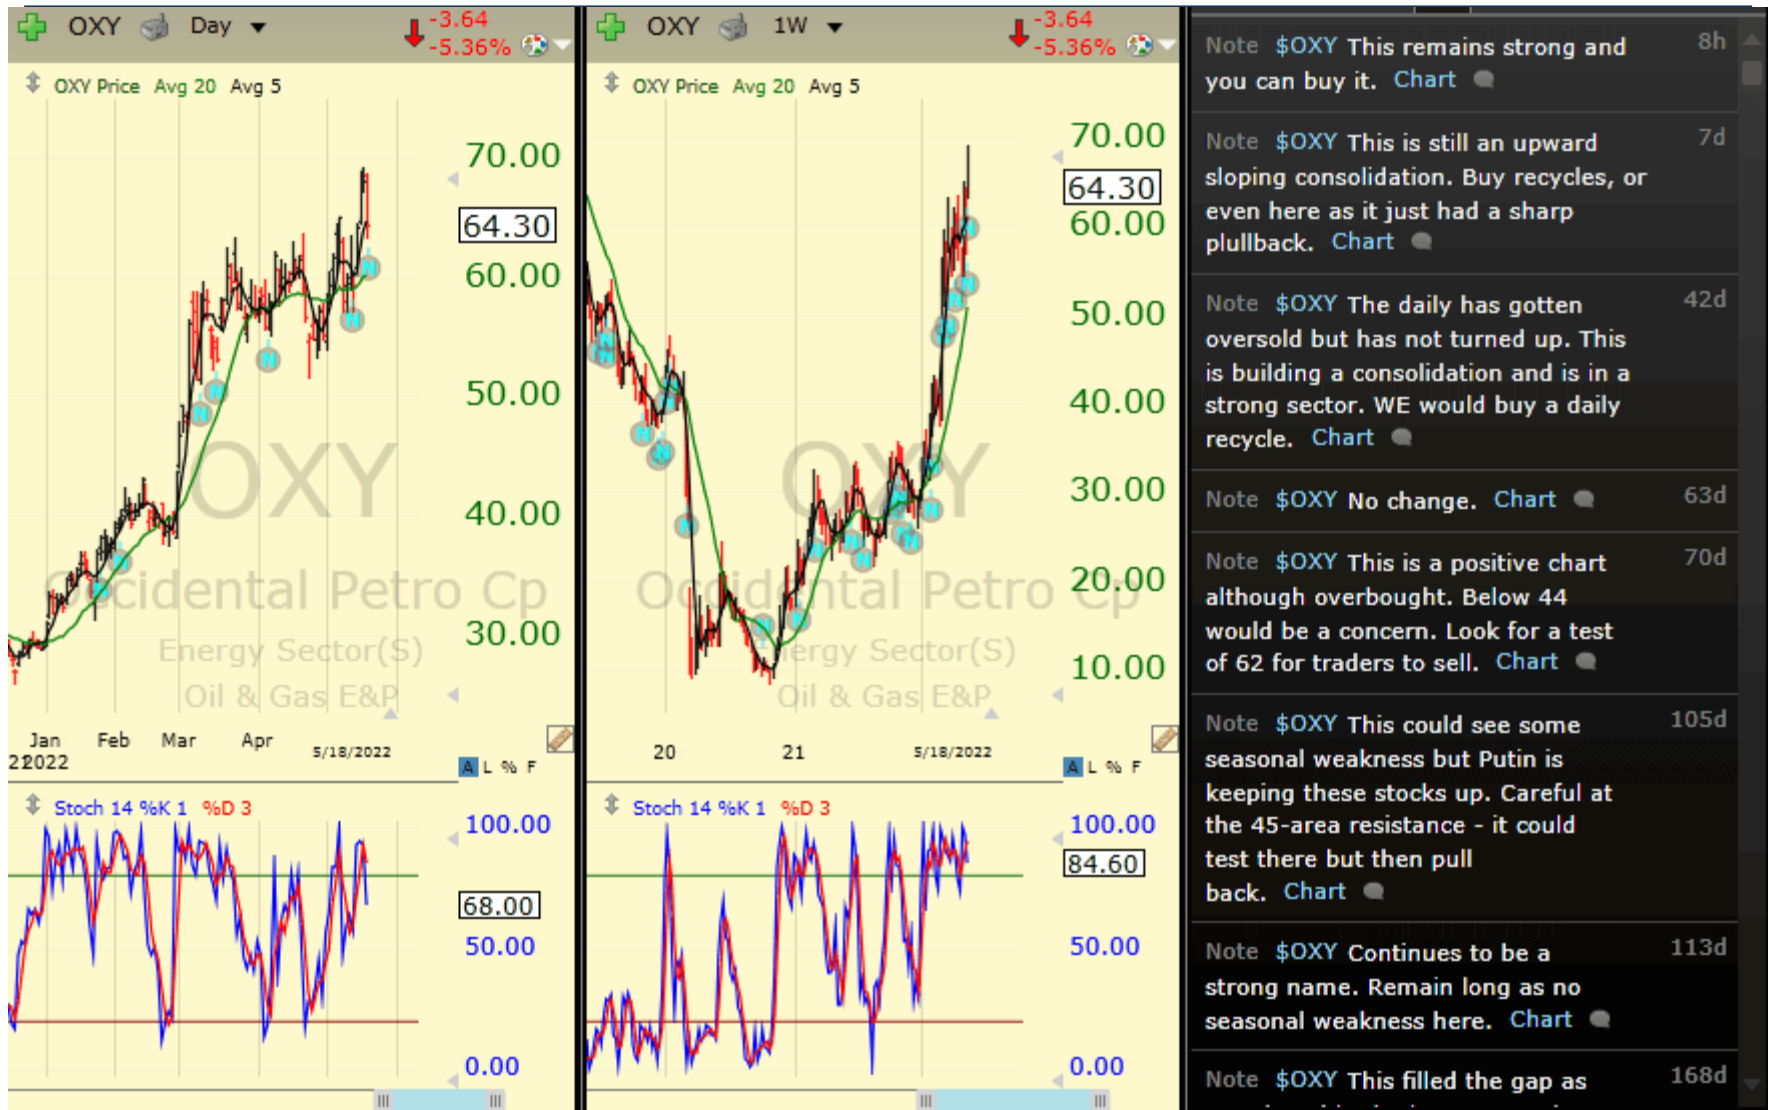 OXY Day -3.64
-5.36%
OXY Price Avg 20 Avg 5
70.00
64.30
60.00
50.00
OXY
40.00
Occidental Petro Cp
30.00
Energy Sector(S)
Oil & Gas E&P
Jan Feb Mar Apr 5/18/2022
212022
A L % F
Stoch 14 %K 1 %D 3
100.00
68.00
50.00
0.00
OXY 1W -3.64
-5.36%
OXY Price Avg 20 Avg 5
70.00
64.30
60.00
50.00
40.00
OXY
30.00
20.00
Occidental Petro Cp
Energy Sector(S)
10.00
Oil & Gas E&P
20 21 5/18/2022
A L % F
Stoch 14 %K 1 %D 3
100.00
84.60
50.00
0.00
Note $OXY This remains strong and 8h
you can buy it. Chart
Note $OXY This is still an upward 7d
sloping consolidation. Buy recycles, or
even here as it just had a sharp
plullback. Chart
Note $OXY The daily has gotten 42d
oversold but has not turned up. This
is building a consolidation and is in a
strong sector. WE would buy a daily
recycle. Chart
Note $OXY No change. Chart 63d
Note $OXY This is a positive chart 70d
although overbought. Below 44
would be a concern. Look for a test
of 62 for traders to sell. Chart
Note $OXY This could see some 105d
seasonal weakness but Putin is
keeping these stocks up. Careful at
the 45-area resistance - it could
test there but then pull
back. Chart
Note $OXY Continues to be a 113d
strong name. Remain long as no
seasonal weakness here. Chart
Note $OXY This filled the gap as 168d